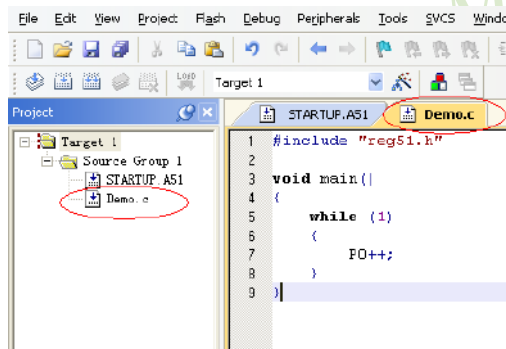 File Edit View Project Flash Debug Peripherals Tools SVCS Windo
LOAD Target 1
Project STARTUP.A51 Demo.c
Target 1
Source Group 1
STARTUP.A51
Demo.c
1 #include "reg51.h"
2
3 void main(|
4 {
5 while (1)
6 {
7 P0++;
8 }
9 }